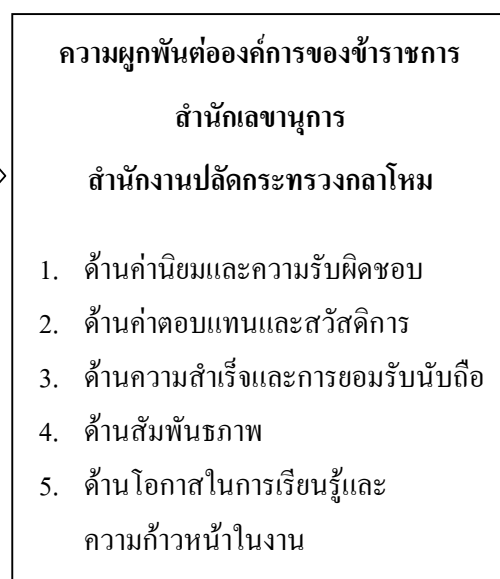 ความผูกพันต่อองค์การของข้าราชการ
สำนักเลขานุการ
สำนักงานปลัดกระทรวงกลาโหม
1. ด้านค่านิยมและความรับผิดชอบ
2. ด้านค่าตอบแทนและสวัสดิการ
3. ด้านความสำเร็จและการยอมรับนับถือ
4. ด้านสัมพันธภาพ
5. ด้านโอกาสในการเรียนรู้และ
ความก้าวหน้าในงาน